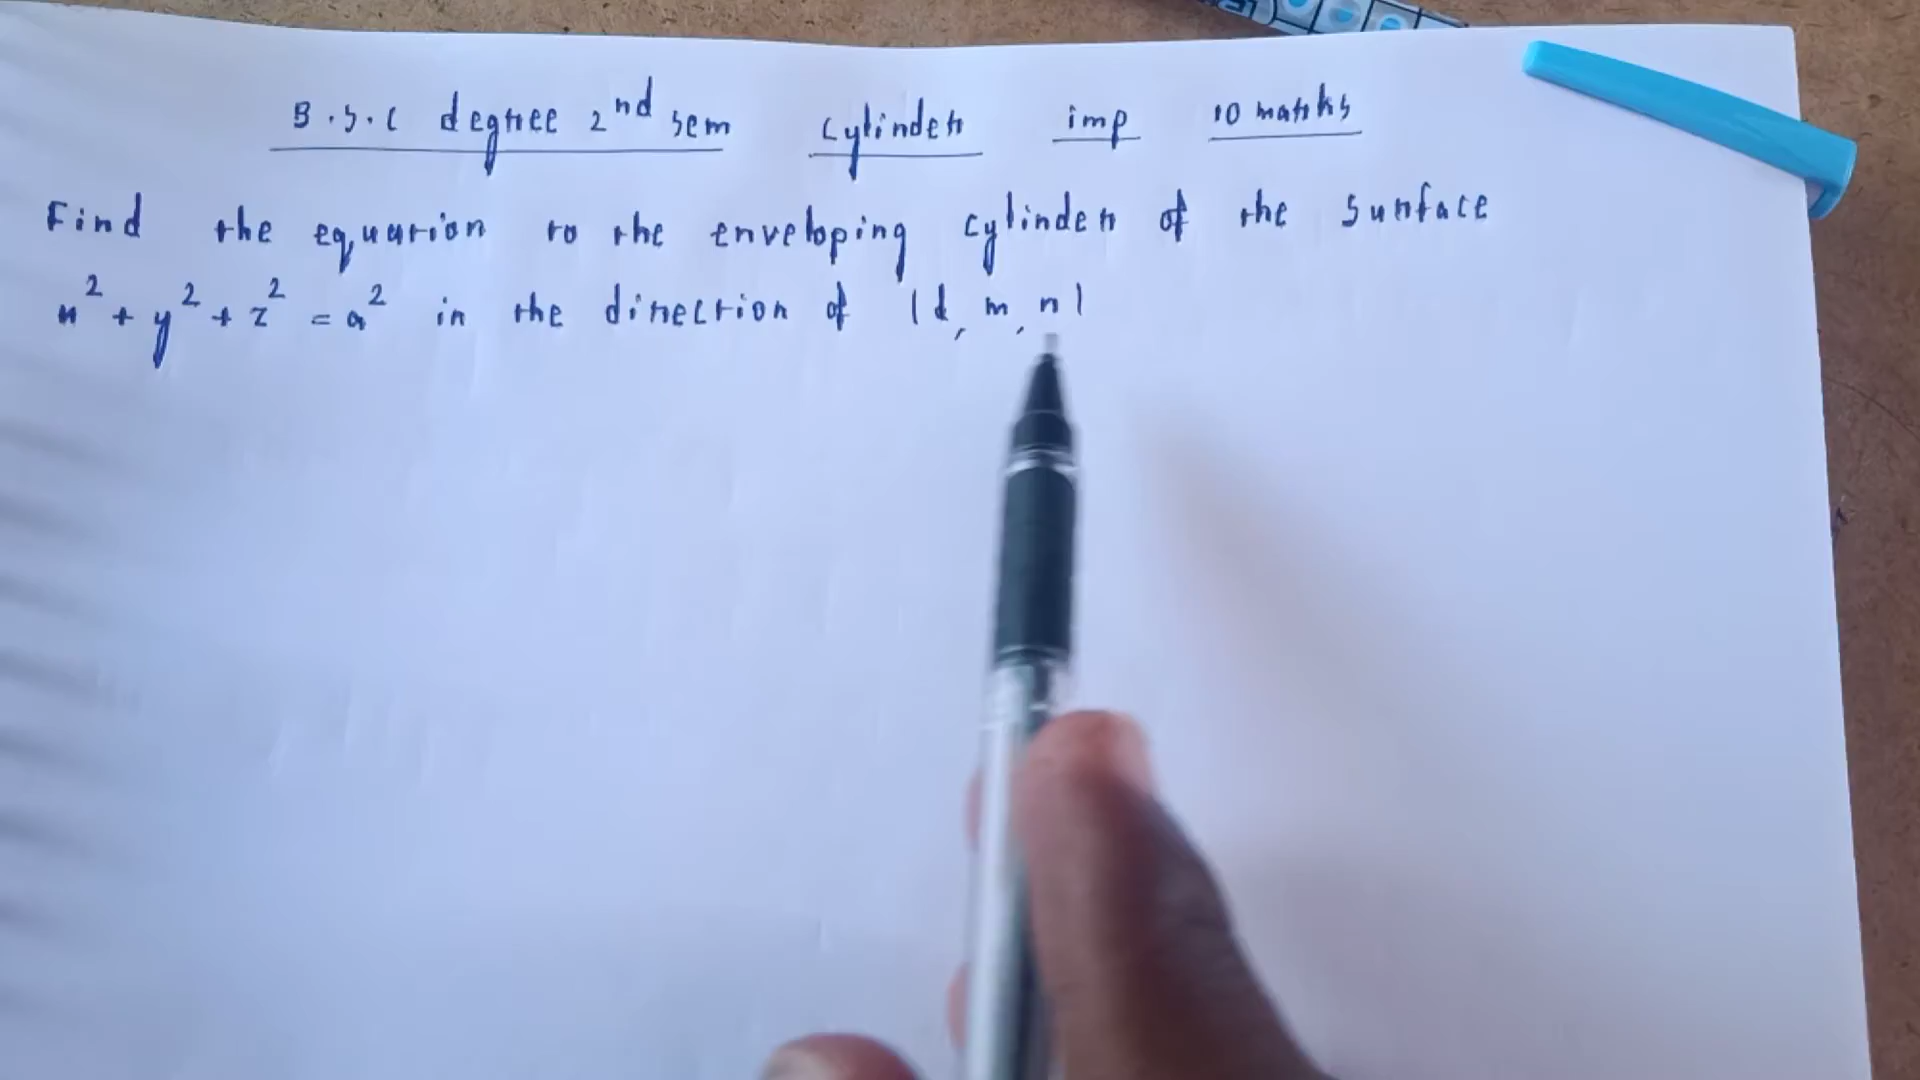 B.S.C degree 2nd sem cylinder imp 10 marks
Find the equation to the enveloping cylinder of the surface
x² + y² + z² = a² in the direction of (l, m, n)